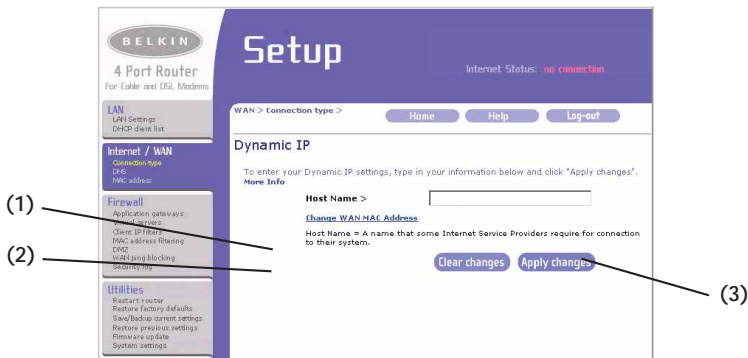 BELKIN
4 Port Router
For Cable and DSL Modems
Setup
Internet Status: no connection
LAN
LAN Settings
DHCP client list
Internet / WAN
Connection type
DNS
MAC address
Firewall
Application gateways
Virtual servers
Client IP filters
MAC address filtering
DMZ
WAN ping blocking
Security log
Utilities
Restart router
Restore factory defaults
Save/Backup current settings
Restore previous settings
Firmware update
System settings
WAN > Connection type >
Home
Help
Log-out
Dynamic IP
To enter your Dynamic IP settings, type in your information below and click "Apply changes".
More Info
Host Name >
Change WAN MAC Address
Host Name = A name that some Internet Service Providers require for connection
to their system.
Clear changes
Apply changes
(1)
(2)
(3)